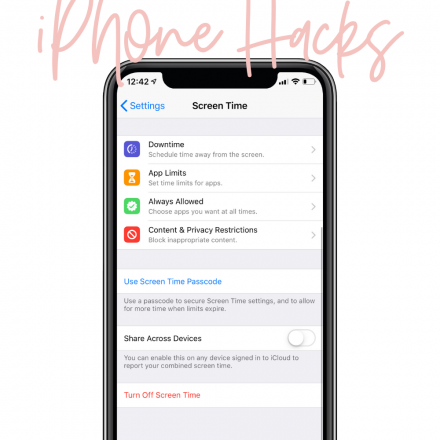 iPhone Hacks
12:42
Settings
Screen Time
Downtime
Schedule time away from the screen.
App Limits
Set time limits for apps.
Always Allowed
Choose apps you want at all times.
Content & Privacy Restrictions
Block inappropriate content.
Use Screen Time Passcode
Use a passcode to secure Screen Time settings, and to allow
for more time when limits expire.
Share Across Devices
You can enable this on any device signed in to iCloud to
report your combined screen time.
Turn Off Screen Time